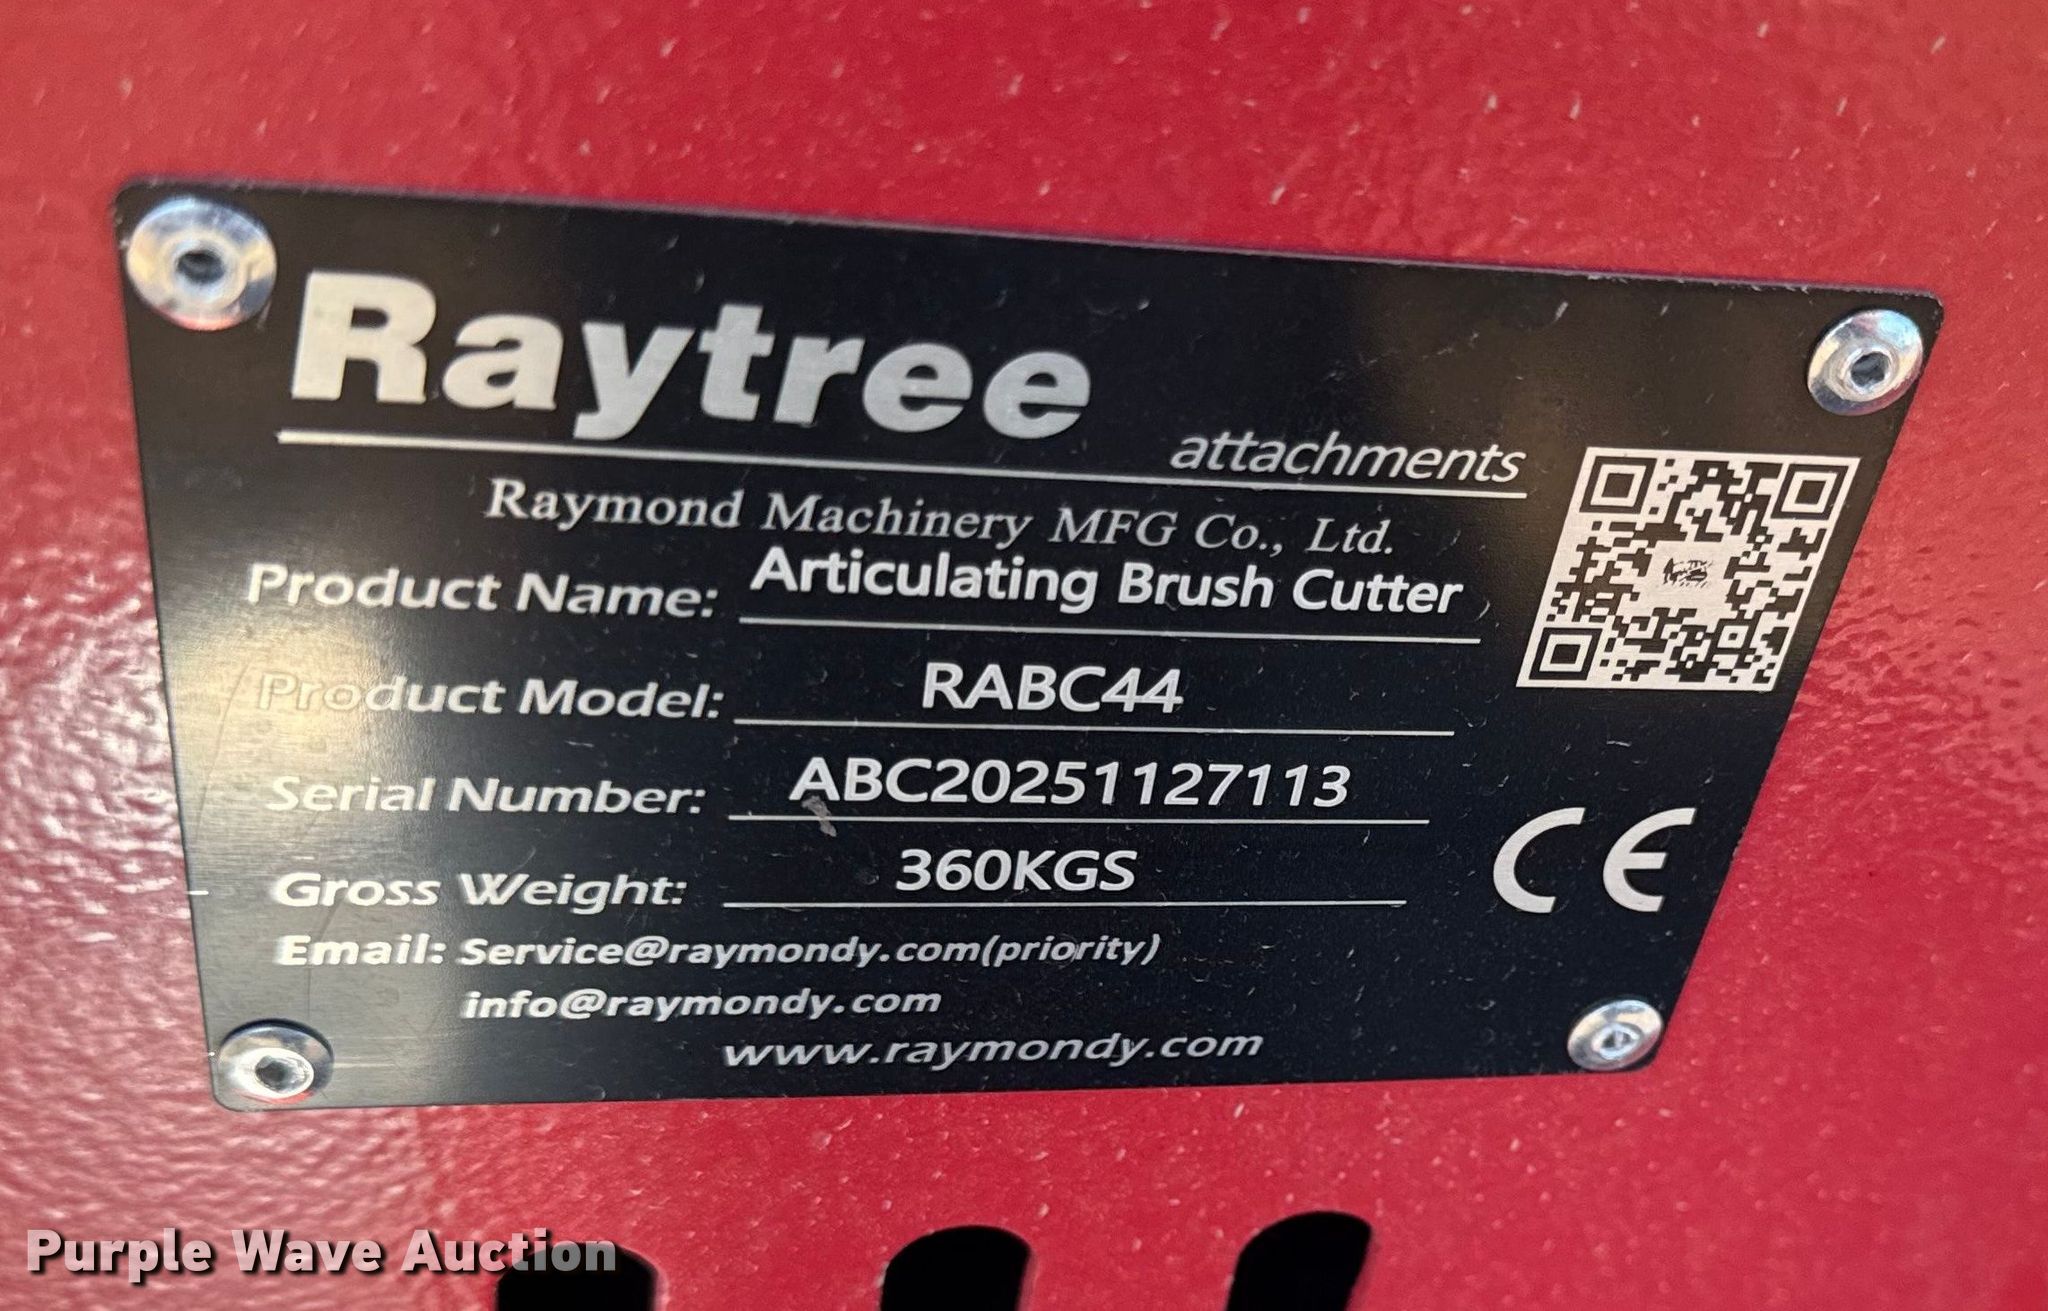 Raytree
attachments
Raymond Machinery MFG Co., Ltd.
Product Name: Articulating Brush Cutter
Product Model: RABC44
Serial Number: ABC20251127113
Gross Weight: 360KGS
CE
Email: Service@raymondy.com(priority)
info@raymondy.com
www.raymondy.com
Purple Wave Auction